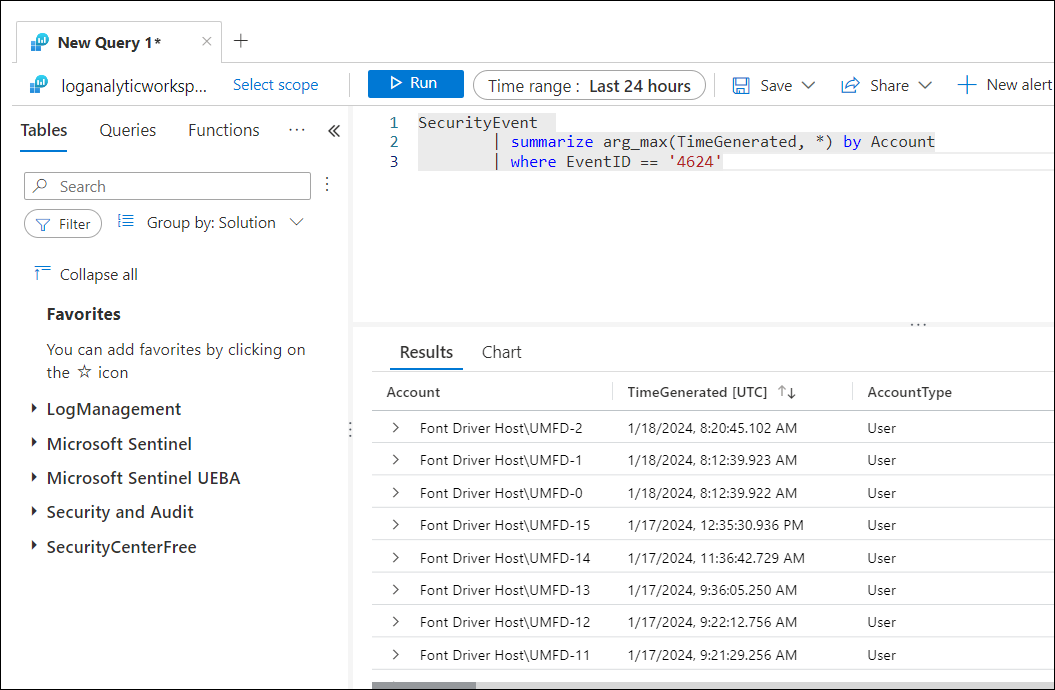 New Query 1*
loganalyticworksp...
Select scope
Run
Time range : Last 24 hours
Save
Share
New alert
Tables
Queries
Functions
1 SecurityEvent
2 | summarize arg_max(TimeGenerated, *) by Account
3 | where EventID == '4624'
Search
Filter
Group by: Solution
Collapse all
Favorites
You can add favorites by clicking on
the ☆ icon
LogManagement
Microsoft Sentinel
Microsoft Sentinel UEBA
Security and Audit
SecurityCenterFree
Results
Chart
Account TimeGenerated [UTC] AccountType
Font Driver Host\UMFD-2 1/18/2024, 8:20:45.102 AM User
Font Driver Host\UMFD-1 1/18/2024, 8:12:39.923 AM User
Font Driver Host\UMFD-0 1/18/2024, 8:12:39.922 AM User
Font Driver Host\UMFD-15 1/17/2024, 12:35:30.936 PM User
Font Driver Host\UMFD-14 1/17/2024, 11:36:42.729 AM User
Font Driver Host\UMFD-13 1/17/2024, 9:36:05.250 AM User
Font Driver Host\UMFD-12 1/17/2024, 9:22:12.756 AM User
Font Driver Host\UMFD-11 1/17/2024, 9:21:29.256 AM User